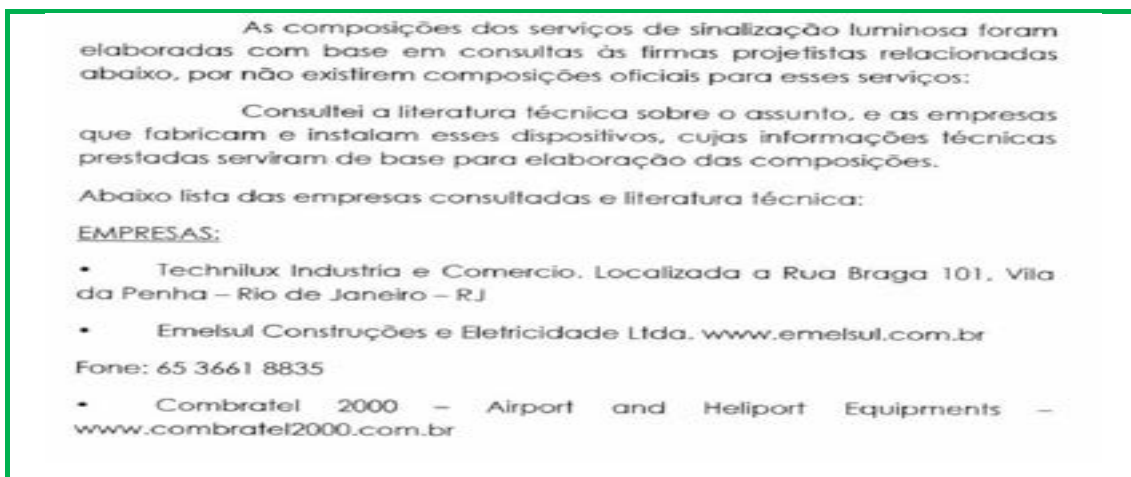 As composições dos serviços de sinalização luminosa foram
elaboradas com base em consultas às firmas projetistas relacionadas
abaixo, por não existirem composições oficiais para esses serviços:
Consultei a literatura técnica sobre o assunto, e as empresas
que fabricam e instalam esses dispositivos, cujas informações técnicas
prestadas serviram de base para elaboração das composições.
Abaixo lista das empresas consultadas e literatura técnica:
EMPRESAS:
• Technilux Industria e Comercio. Localizada a Rua Braga 101, Vila
da Penha – Rio de Janeiro – RJ
• Emelsul Construções e Eletricidade Ltda. www.emelsul.com.br
Fone: 65 3661 8835
• Combratel 2000 – Airport and Heliport Equipments –
www.combratel2000.com.br